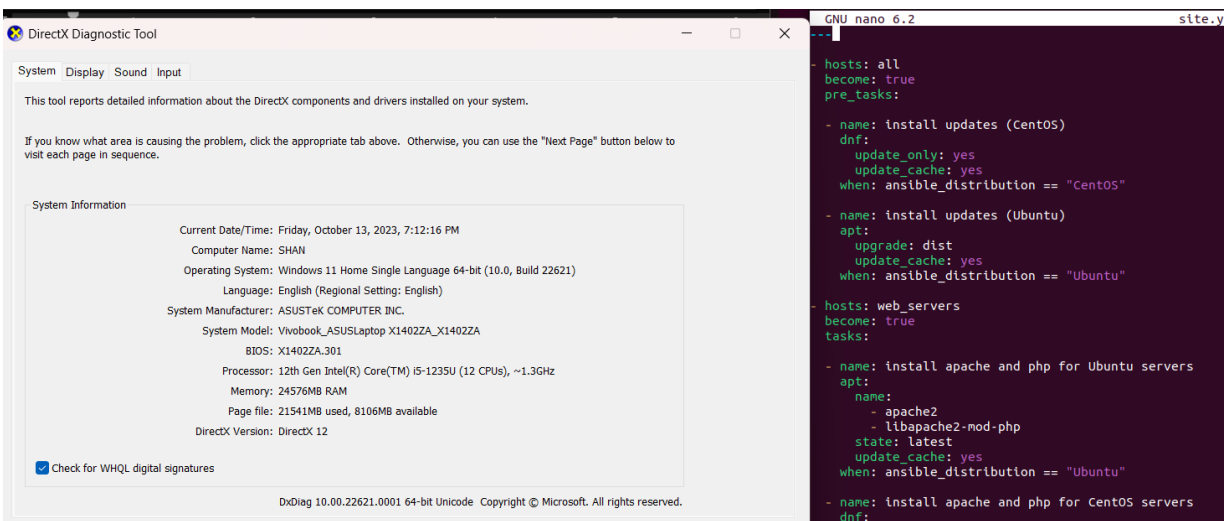 DirectX Diagnostic Tool
System Display Sound Input
This tool reports detailed information about the DirectX components and drivers installed on your system.
If you know what area is causing the problem, click the appropriate tab above.  Otherwise, you can use the "Next Page" button below to
visit each page in sequence.
System Information
Current Date/Time: Friday, October 13, 2023, 7:12:16 PM
Computer Name: SHAN
Operating System: Windows 11 Home Single Language 64-bit (10.0, Build 22621)
Language: English (Regional Setting: English)
System Manufacturer: ASUSTeK COMPUTER INC.
System Model: Vivobook_ASUSLaptop X1402ZA_X1402ZA
BIOS: X1402ZA.301
Processor: 12th Gen Intel(R) Core(TM) i5-1235U (12 CPUs), ~1.3GHz
Memory: 24576MB RAM
Page file: 21541MB used, 8106MB available
DirectX Version: DirectX 12
Check for WHQL digital signatures
DxDiag 10.00.22621.0001 64-bit Unicode  Copyright © Microsoft. All rights reserved.
GNU nano 6.2 site.y
---
- hosts: all
  become: true
  pre_tasks:
  - name: install updates (CentOS)
    dnf:
      update_only: yes
      update_cache: yes
    when: ansible_distribution == "CentOS"
  - name: install updates (Ubuntu)
    apt:
      upgrade: dist
      update_cache: yes
    when: ansible_distribution == "Ubuntu"
- hosts: web_servers
  become: true
  tasks:
  - name: install apache and php for Ubuntu servers
    apt:
      name:
        - apache2
        - libapache2-mod-php
      state: latest
      update_cache: yes
    when: ansible_distribution == "Ubuntu"
  - name: install apache and php for CentOS servers
    dnf: